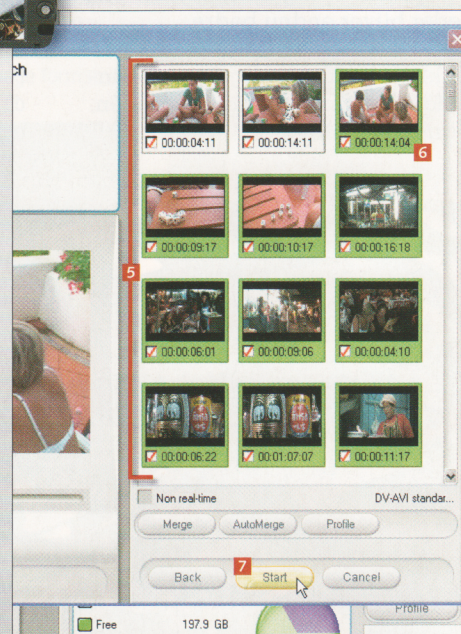 ch
00:00:04:11 00:00:14:11 00:00:14:04
6
00:00:09:17 00:00:10:17 00:00:16:18
5
00:00:06:01 00:00:09:06 00:00:04:10
00:00:06:22 00:01:07:07 00:00:11:17
Non real-time DV-AVI standar...
Merge AutoMerge Profile
7
Back Start Cancel
Profile
Free 197.9 GB